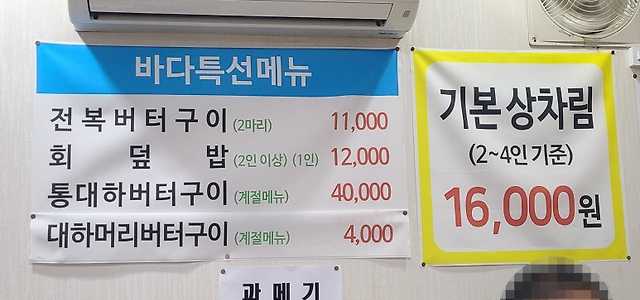 바다특선메뉴
전복버터구이 (2마리) 11,000
회 덮 밥 (2인 이상) (1인) 12,000
통대하버터구이 (계절메뉴) 40,000
대하머리버터구이 (계절메뉴) 4,000
기본 상차림
(2~4인 기준)
16,000원
과 메 기